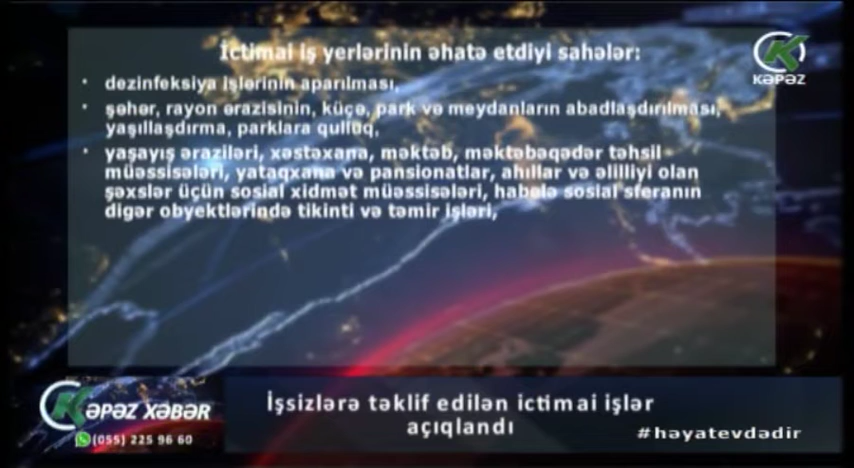 İctimai iş yerlərinin əhatə etdiyi sahələr:
KƏPƏZ
• dezinfeksiya işlərinin aparılması,
• şəhər, rayon ərazisinin, küçə, park və meydanların abadlaşdırılması,
yaşıllaşdırma, parklara qulluq,
• yaşayış əraziləri, xəstəxana, məktəb, məktəbəqədər təhsil
müəssisələri, yataqxana və pansionatlar, ahıllar və əlilliyi olan
şəxslər üçün sosial xidmət müəssisələri, habelə sosial sferanın
digər obyektlərində tikinti və təmir işləri,
KƏPƏZ XƏBƏR
(055) 225 96 60
İşsizlərə təklif edilən ictimai işlər
açıqlandı
#həyatevdədir